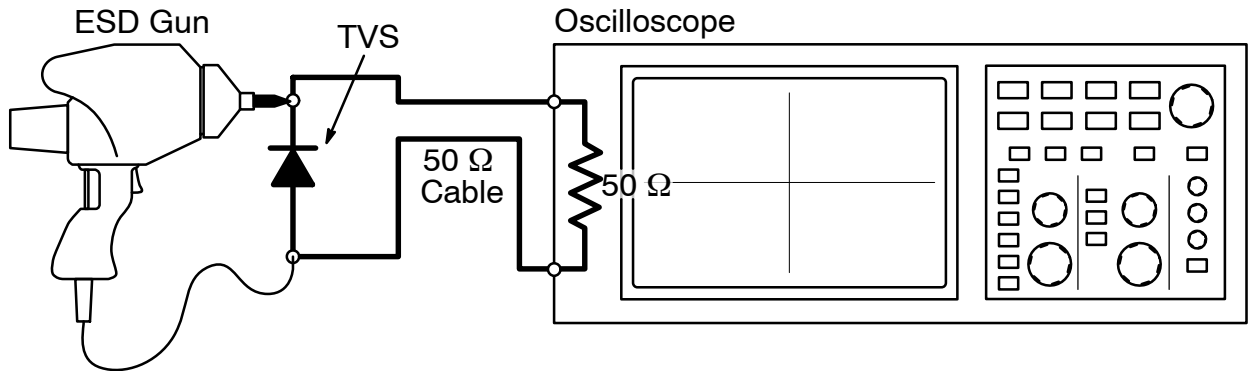 ESD Gun
TVS
Oscilloscope
50 Ω
Cable
50 Ω